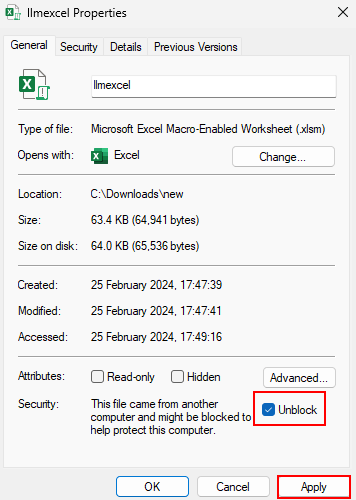 llmexcel Properties
General Security Details Previous Versions
llmexcel
Type of file: Microsoft Excel Macro-Enabled Worksheet (.xlsm)
Opens with: Excel Change...
Location: C:\Downloads\new
Size: 63.4 KB (64,941 bytes)
Size on disk: 64.0 KB (65,536 bytes)
Created: 25 February 2024, 17:47:39
Modified: 25 February 2024, 17:47:41
Accessed: 25 February 2024, 17:49:16
Attributes: Read-only Hidden Advanced...
Security: This file came from another
computer and might be blocked to
help protect this computer.
Unblock
OK Cancel Apply